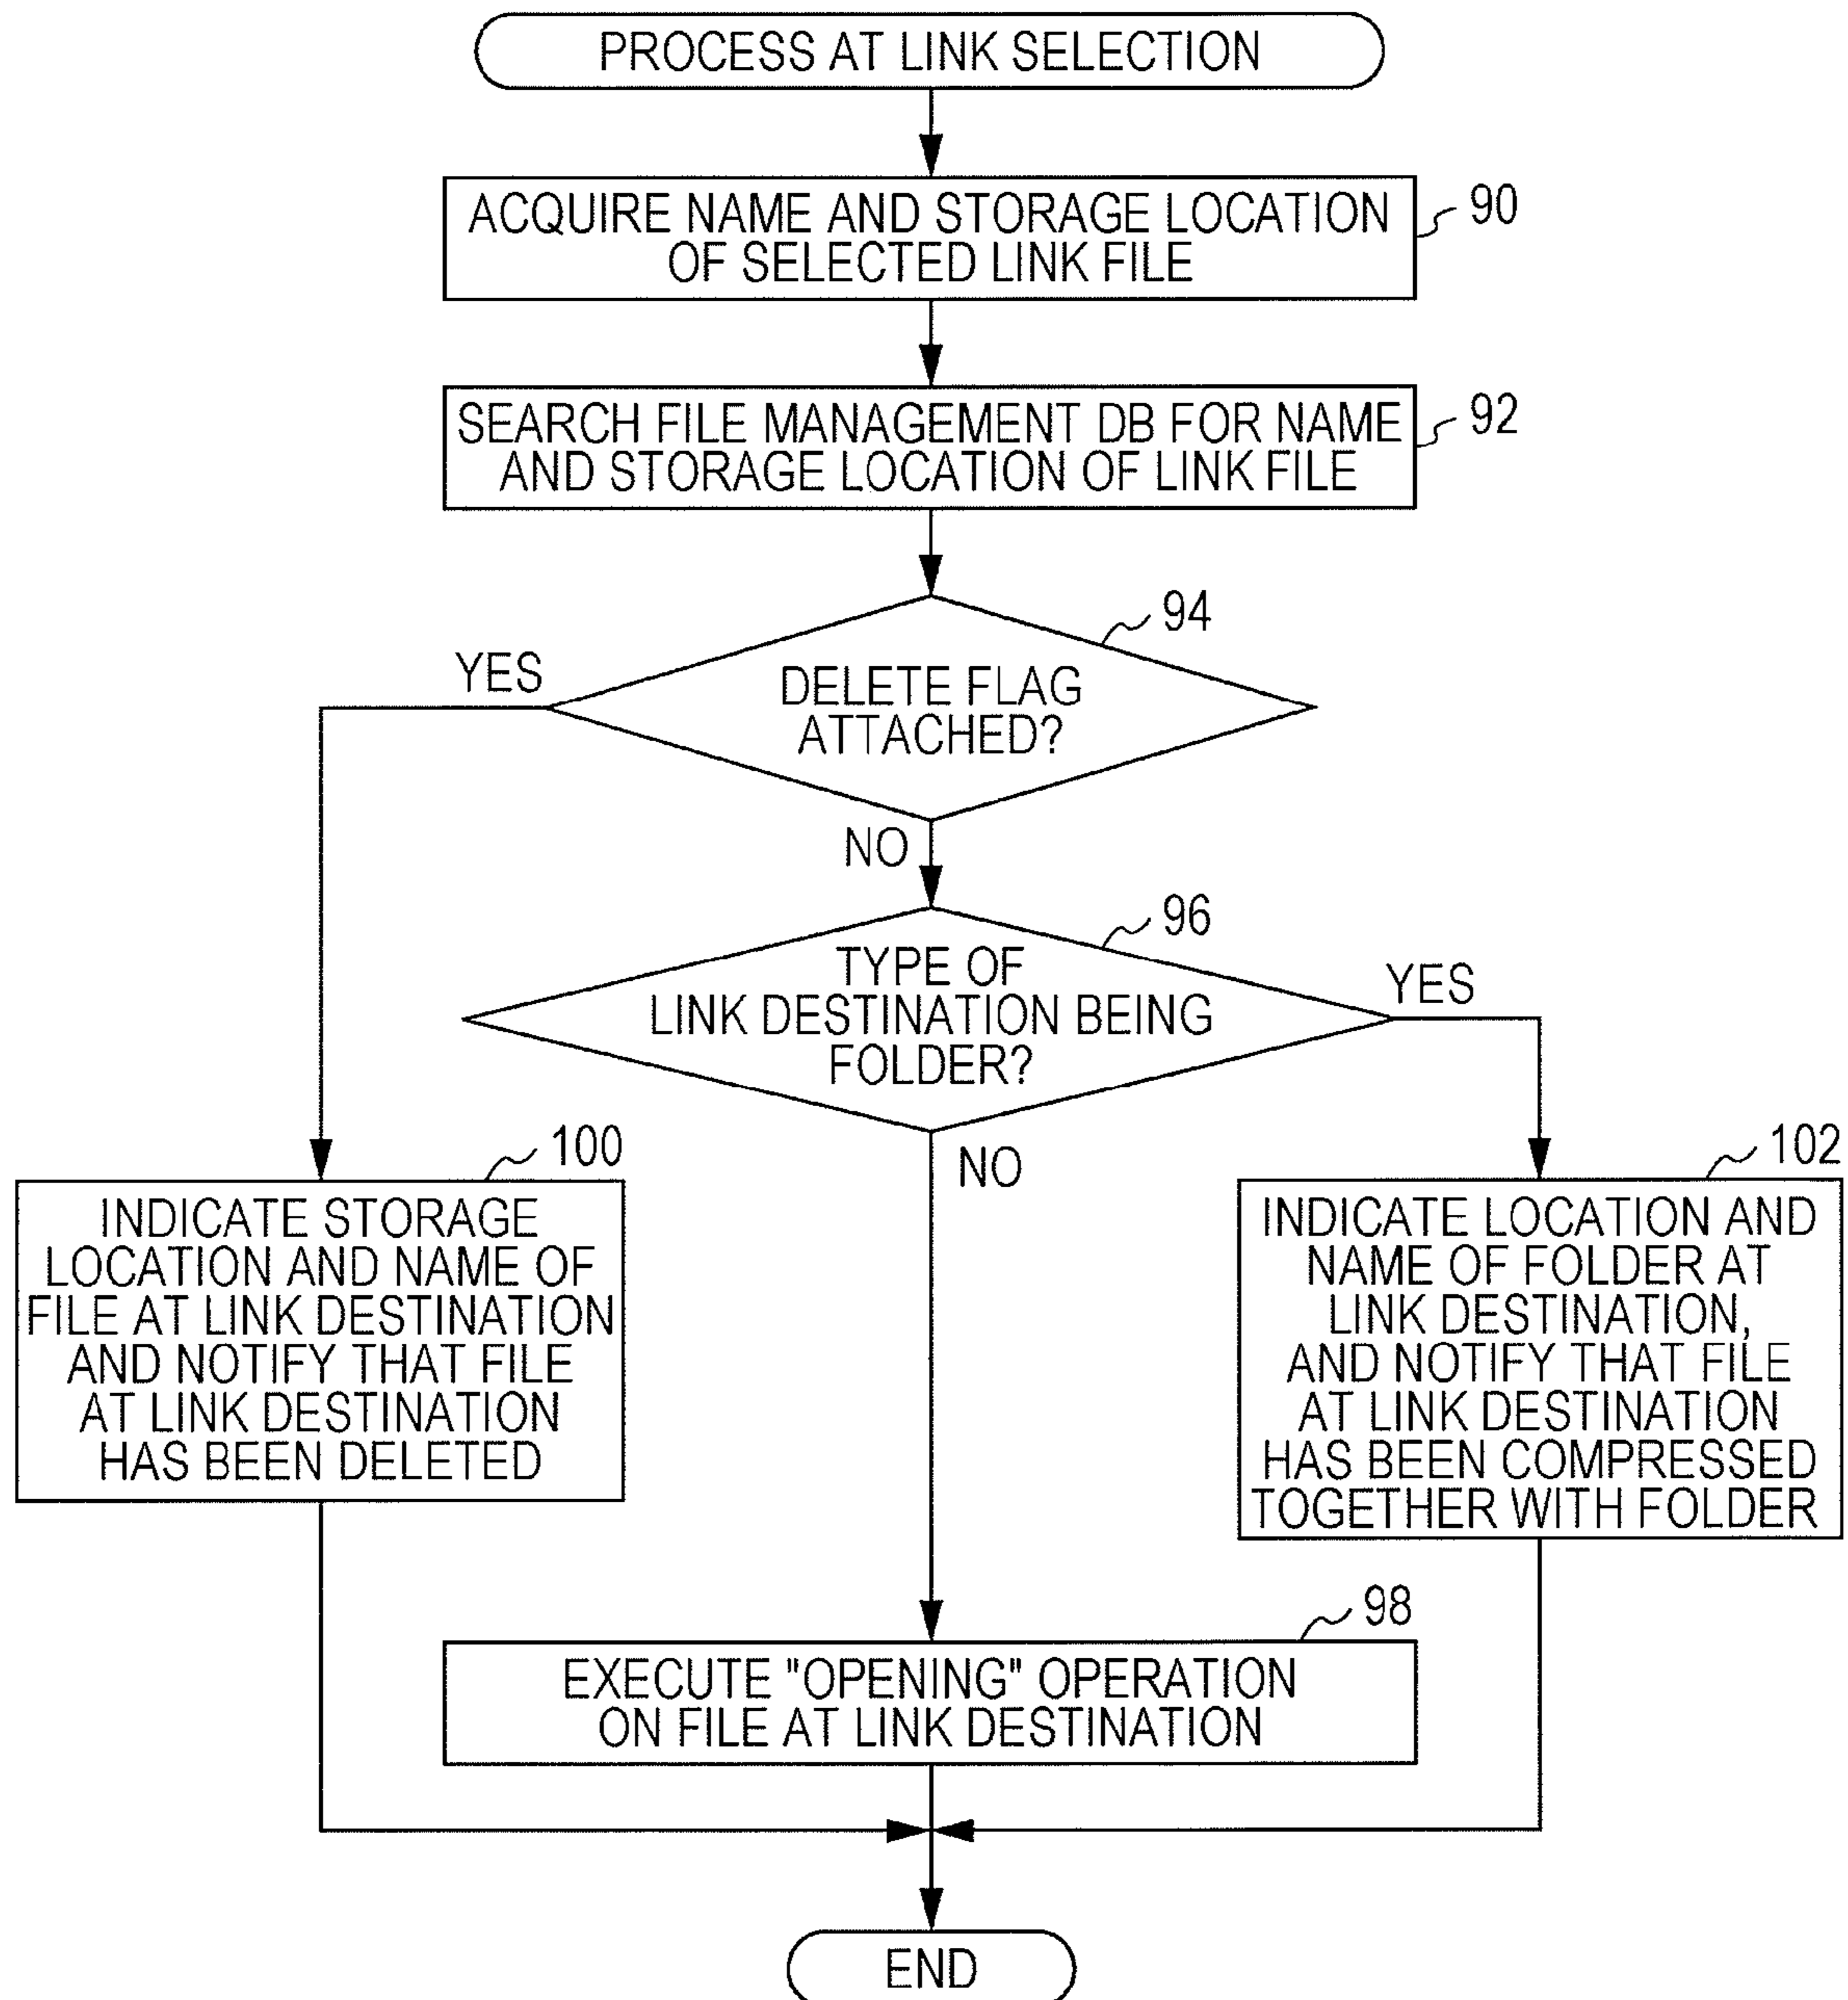 PROCESS AT LINK SELECTION
ACQUIRE NAME AND STORAGE LOCATION
OF SELECTED LINK FILE
90
SEARCH FILE MANAGEMENT DB FOR NAME
AND STORAGE LOCATION OF LINK FILE
92
94
YES
DELETE FLAG
ATTACHED?
NO
96
TYPE OF
LINK DESTINATION BEING
FOLDER?
YES
NO
100
INDICATE STORAGE
LOCATION AND NAME OF
FILE AT LINK DESTINATION
AND NOTIFY THAT FILE
AT LINK DESTINATION
HAS BEEN DELETED
102
INDICATE LOCATION AND
NAME OF FOLDER AT
LINK DESTINATION,
AND NOTIFY THAT FILE
AT LINK DESTINATION
HAS BEEN COMPRESSED
TOGETHER WITH FOLDER
98
EXECUTE "OPENING" OPERATION
ON FILE AT LINK DESTINATION
END